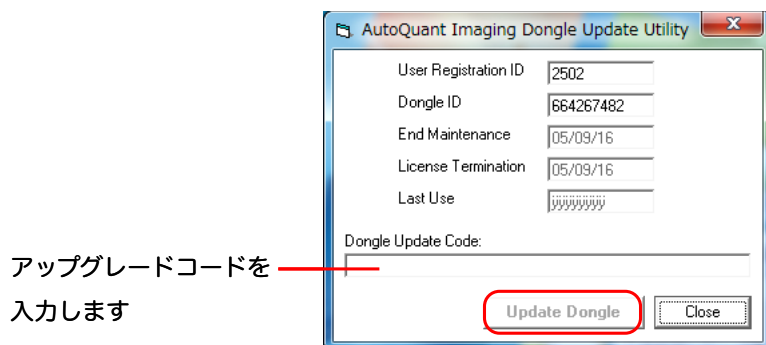 AutoQuant Imaging Dongle Update Utility
User Registration ID 2502
Dongle ID 664267482
End Maintenance 05/09/16
License Termination 05/09/16
Last Use ÿÿÿÿÿÿÿÿ
Dongle Update Code:
アップグレードコードを
入力します
Update Dongle Close